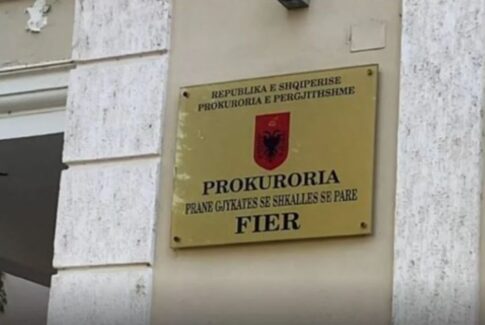 REPUBLIKA E SHQIPERISE
PROKURORIA E PERGJITHSHME
PROKURORIA
PRANE GJYKATES SE SHKALLES SE PARE
FIER